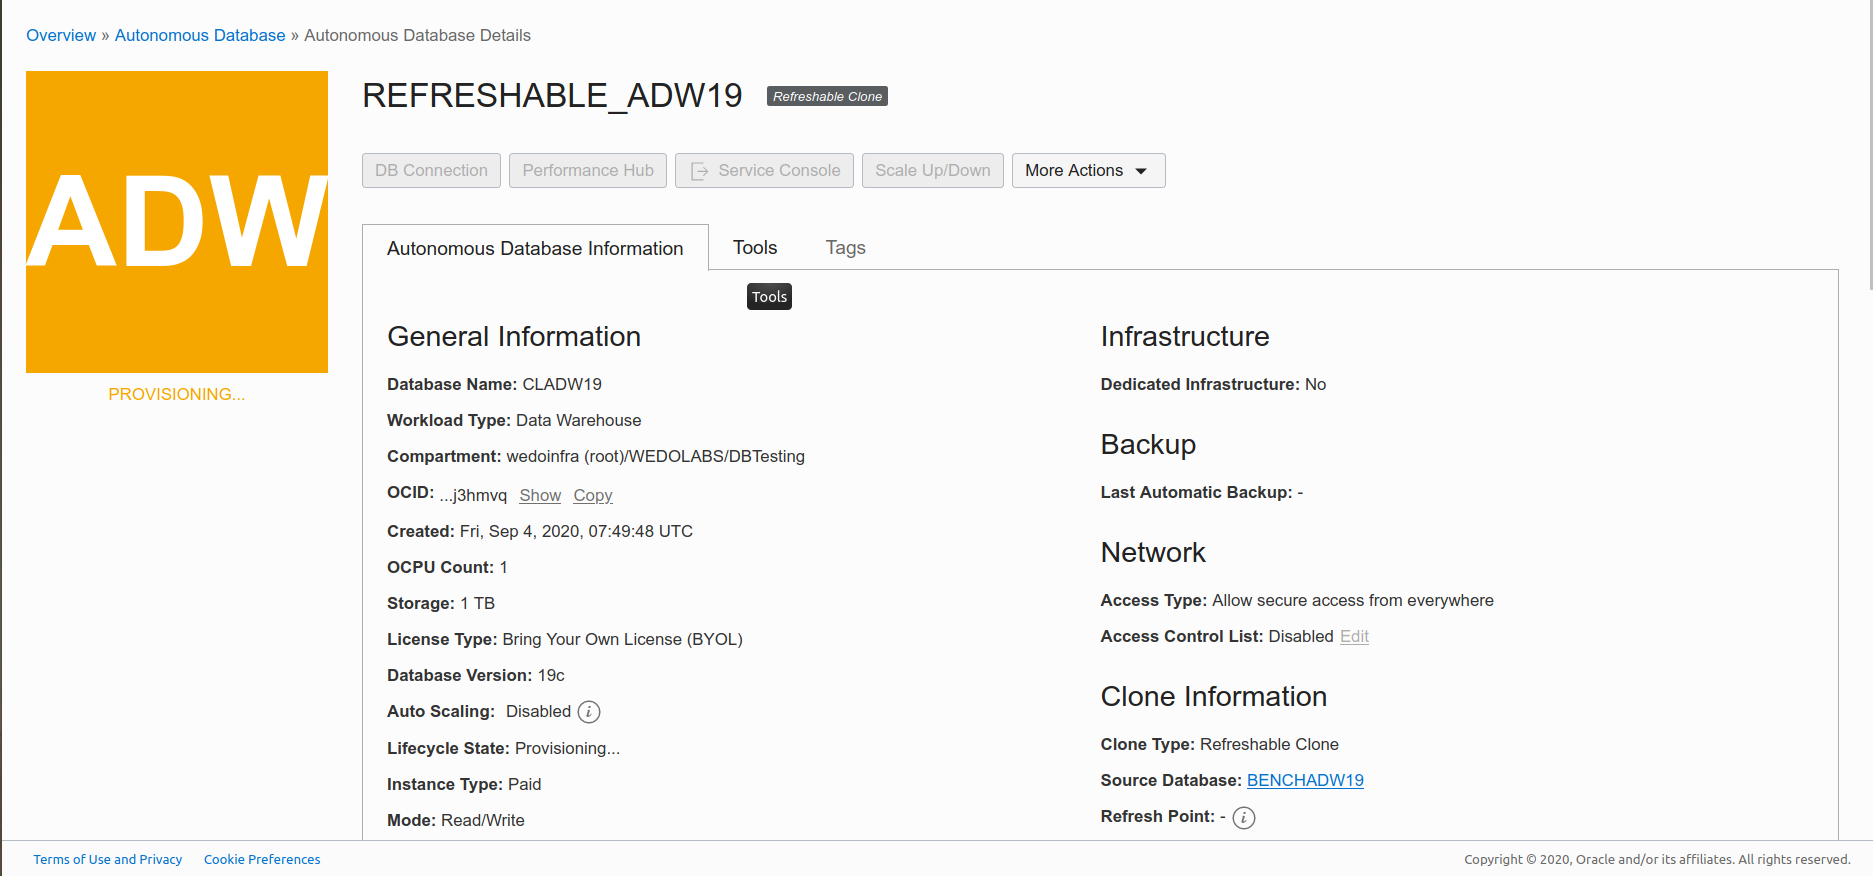 Overview » Autonomous Database » Autonomous Database Details
ADW
PROVISIONING...
REFRESHABLE_ADW19 Refreshable Clone
DB Connection Performance Hub Service Console Scale Up/Down More Actions
Autonomous Database Information Tools Tags
Tools
General Information
Database Name: CLADW19
Workload Type: Data Warehouse
Compartment: wedoinfra (root)/WEDOLABS/DBTesting
OCID: ...j3hmvq Show Copy
Created: Fri, Sep 4, 2020, 07:49:48 UTC
OCPU Count: 1
Storage: 1 TB
License Type: Bring Your Own License (BYOL)
Database Version: 19c
Auto Scaling: Disabled i
Lifecycle State: Provisioning...
Instance Type: Paid
Mode: Read/Write
Infrastructure
Dedicated Infrastructure: No
Backup
Last Automatic Backup: -
Network
Access Type: Allow secure access from everywhere
Access Control List: Disabled Edit
Clone Information
Clone Type: Refreshable Clone
Source Database: BENCHADW19
Refresh Point: - i
Terms of Use and Privacy Cookie Preferences
Copyright © 2020, Oracle and/or its affiliates. All rights reserved.